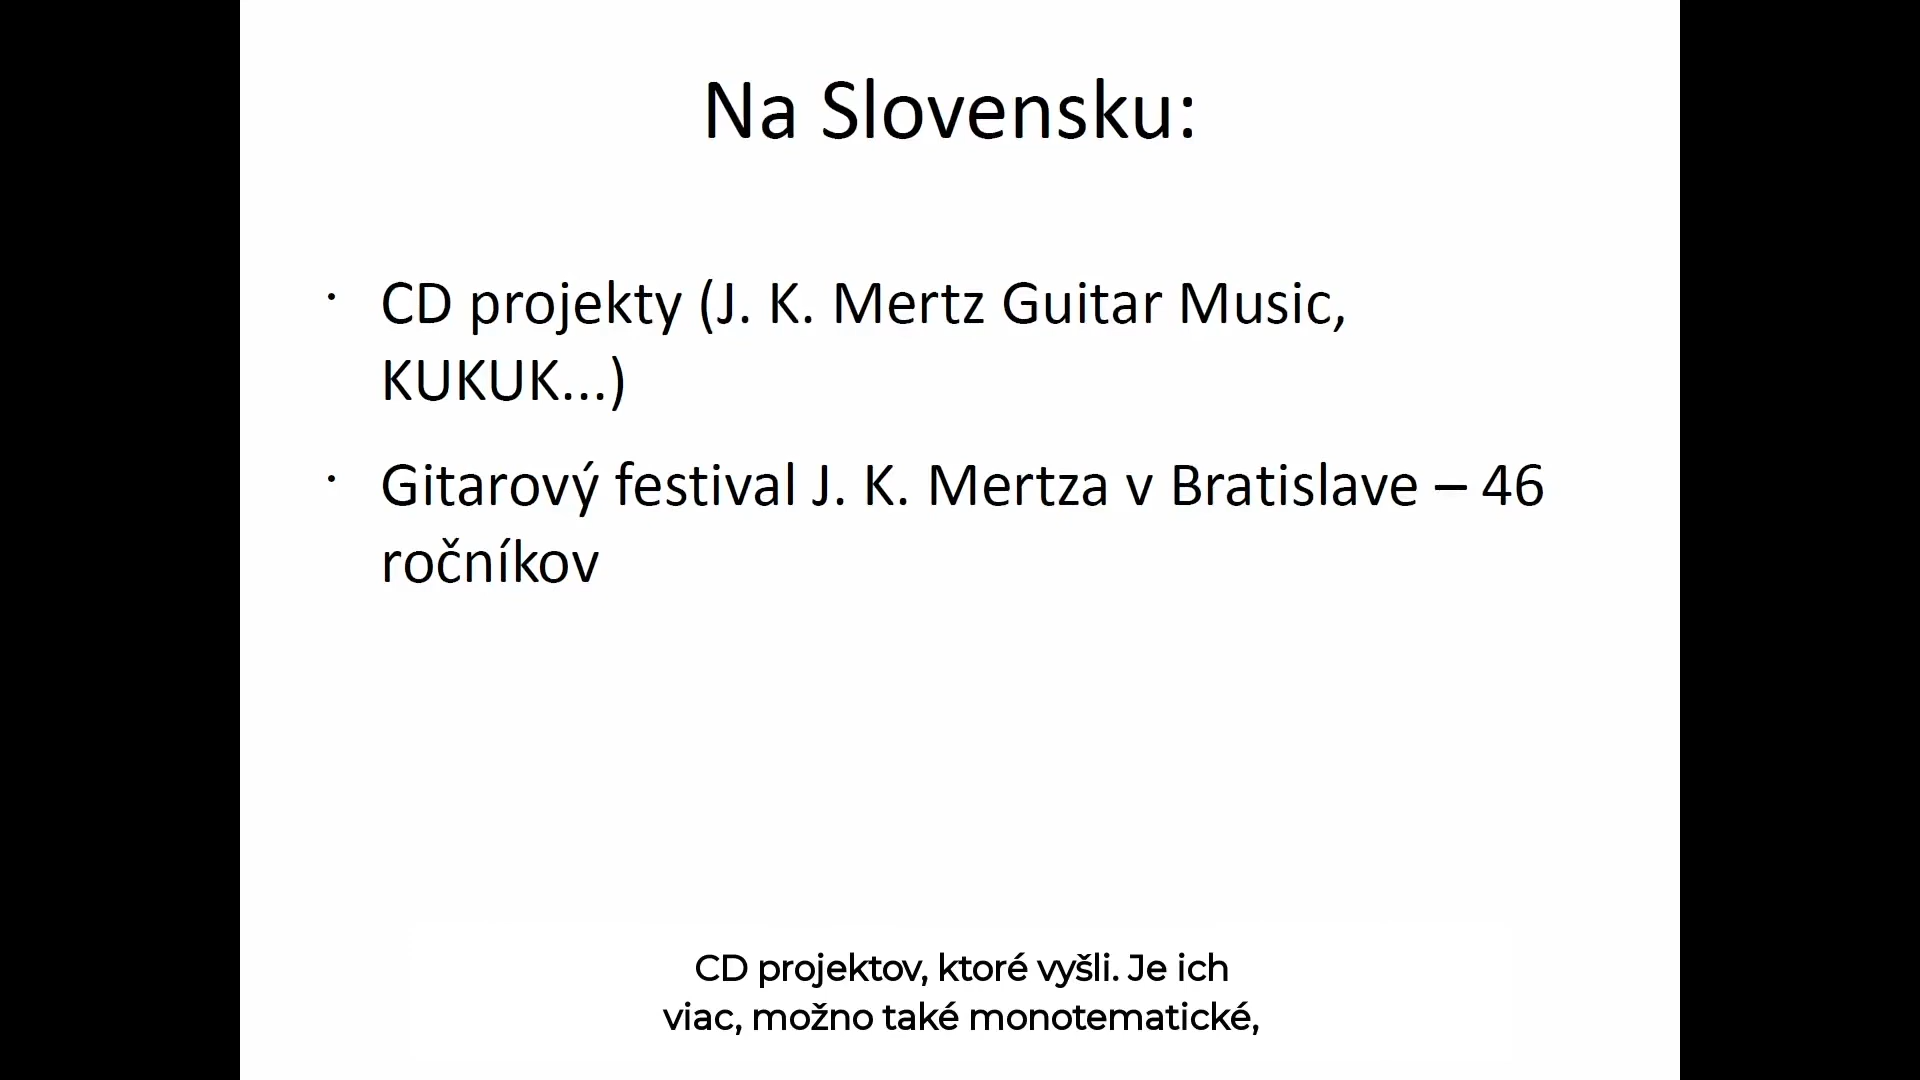 Na Slovensku:
• CD projekty (J. K. Mertz Guitar Music,
KUKUK...)
• Gitarový festival J. K. Mertza v Bratislave – 46
ročníkov
CD projektov, ktoré vyšli. Je ich
viac, možno také monotematické,